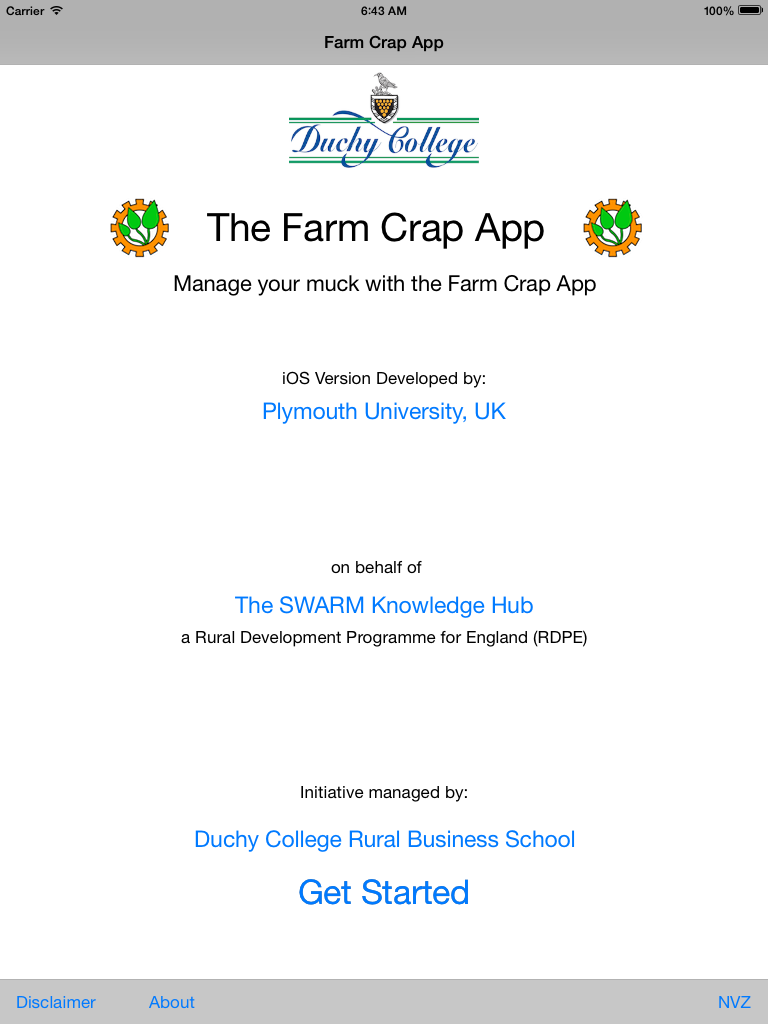 Carrier 6:43 AM 100%
Farm Crap App
Duchy College
The Farm Crap App
Manage your muck with the Farm Crap App
iOS Version Developed by:
Plymouth University, UK
on behalf of
The SWARM Knowledge Hub
a Rural Development Programme for England (RDPE)
Initiative managed by:
Duchy College Rural Business School
Get Started
Disclaimer About NVZ